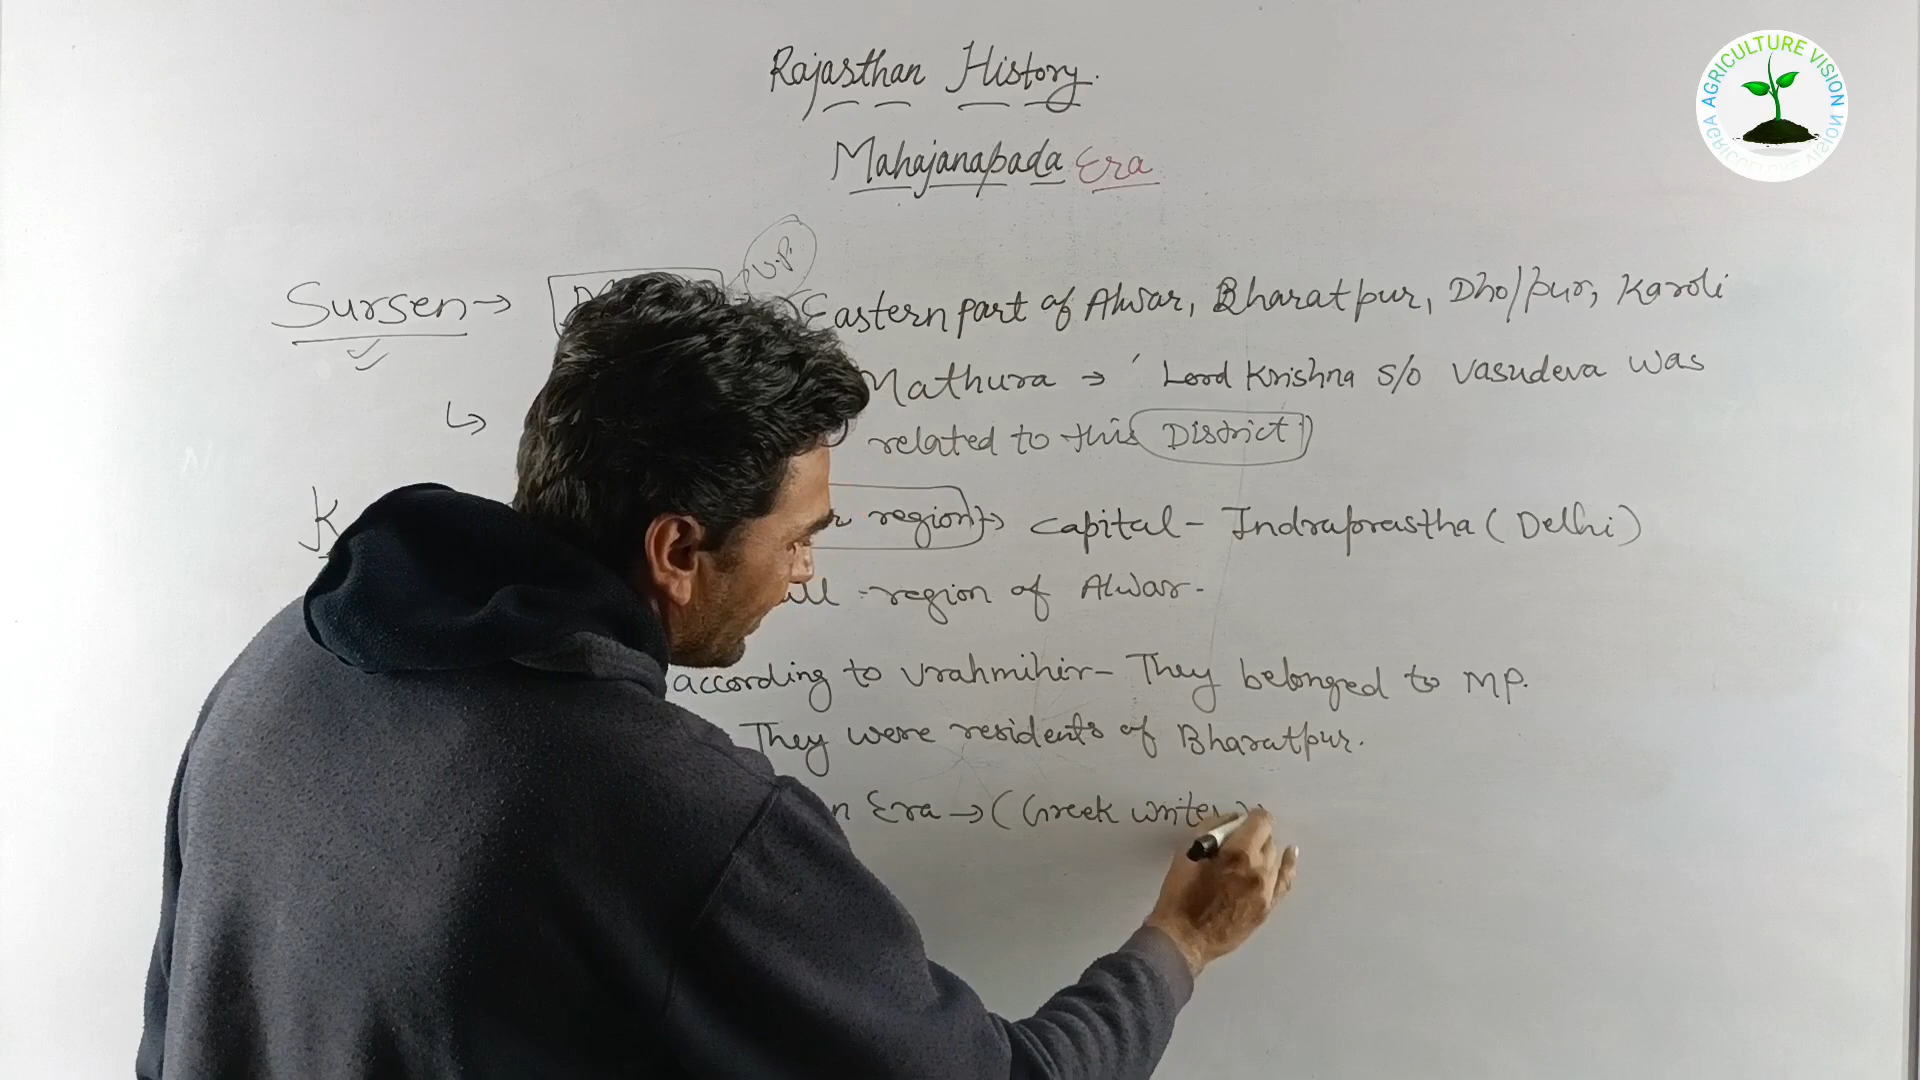 Rajasthan History.
Mahajanapada Era
U.P.
Sursen → Eastern part of Alwar, Bharatpur, Dholpur, Karoli
Mathura → Lord Krishna s/o Vasudeva was
related to this District
K region → Capital - Indraprastha (Delhi)
region of Alwar.
according to Vrahmihir - They belonged to MP.
They were residents of Bharatpur.
Era → (Greek write
AGRICULTURE VISION